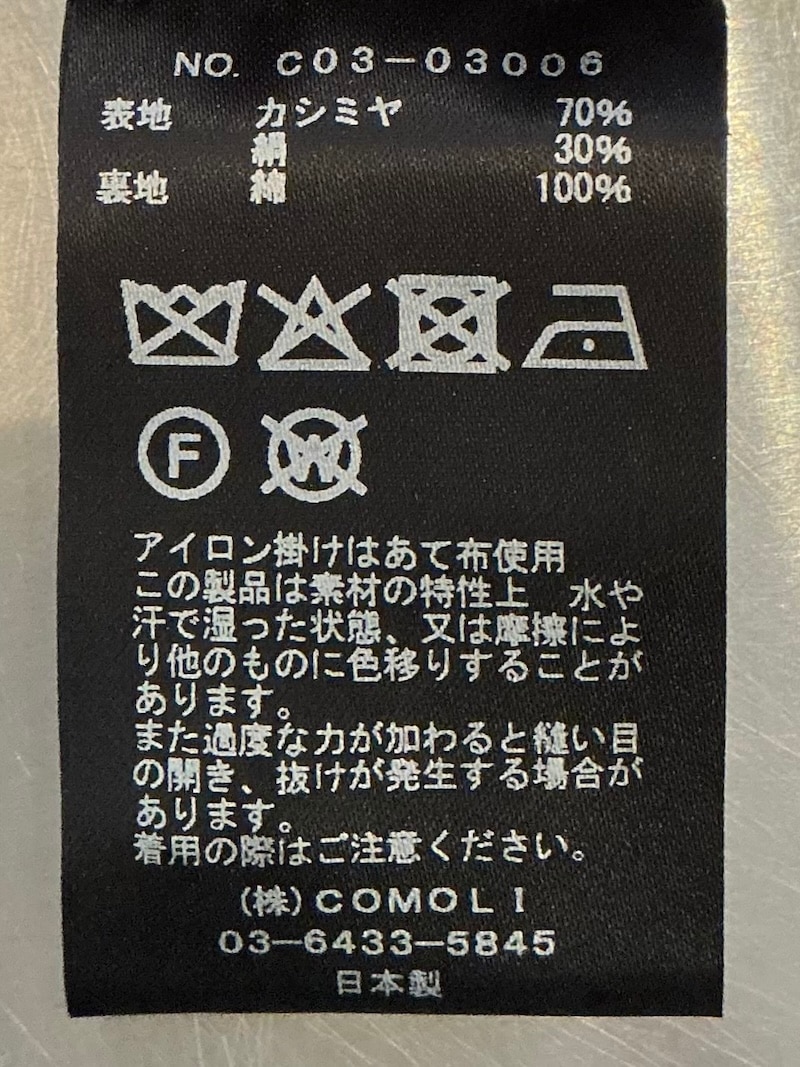 NO. C03-03006
表地 カシミヤ 70%
絹 30%
裏地 綿 100%
F W
アイロン掛けはあて布使用
この製品は素材の特性上 水や
汗で湿った状態、又は摩擦によ
り他のものに色移りすることが
あります。
また過度な力が加わると縫い目
の開き、抜けが発生する場合が
あります。
着用の際はご注意ください。
(株)COMOLI
03-6433-5845
日本製